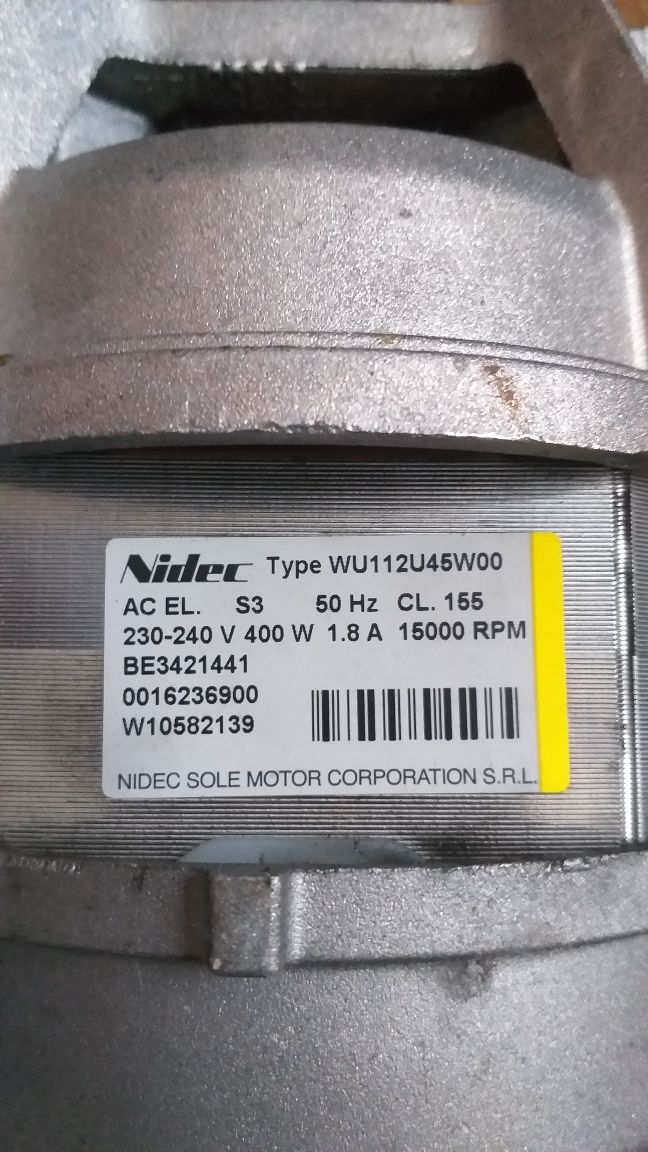 Nidec Type WU112U45W00
AC EL. S3 50 Hz CL. 155
230-240 V 400 W 1.8 A 15000 RPM
BE3421441
0016236900
W10582139
NIDEC SOLE MOTOR CORPORATION S.R.L.